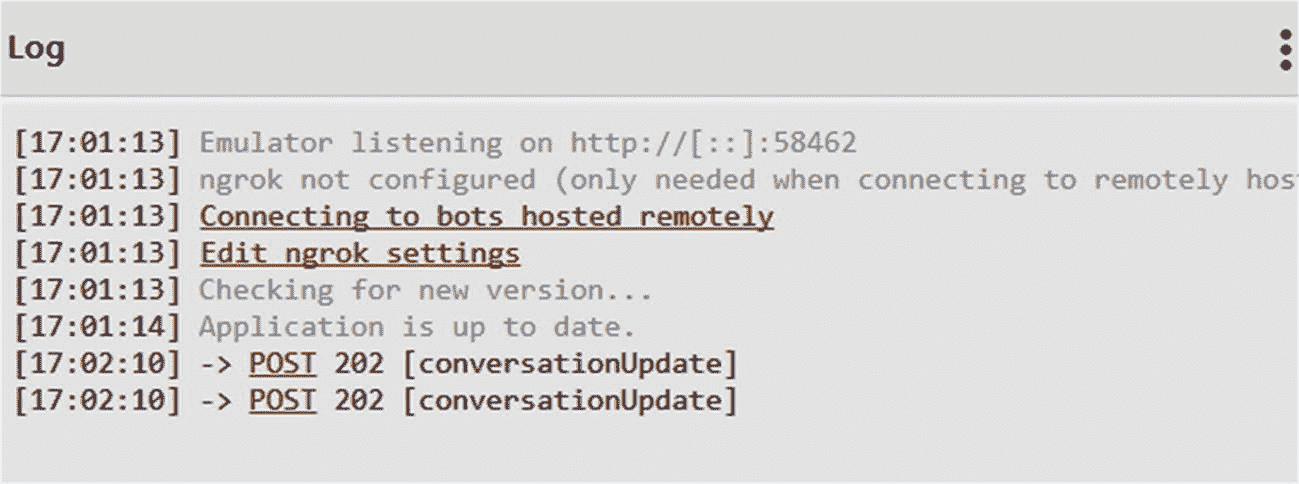 Log
[17:01:13] Emulator listening on http://[::]:58462
[17:01:13] ngrok not configured (only needed when connecting to remotely
[17:01:13] Connecting to bots hosted remotely
[17:01:13] Edit ngrok settings
[17:01:13] Checking for new version...
[17:01:14] Application is up to date.
[17:02:10] -> POST 202 [conversationUpdate]
[17:02:10] -> POST 202 [conversationUpdate]